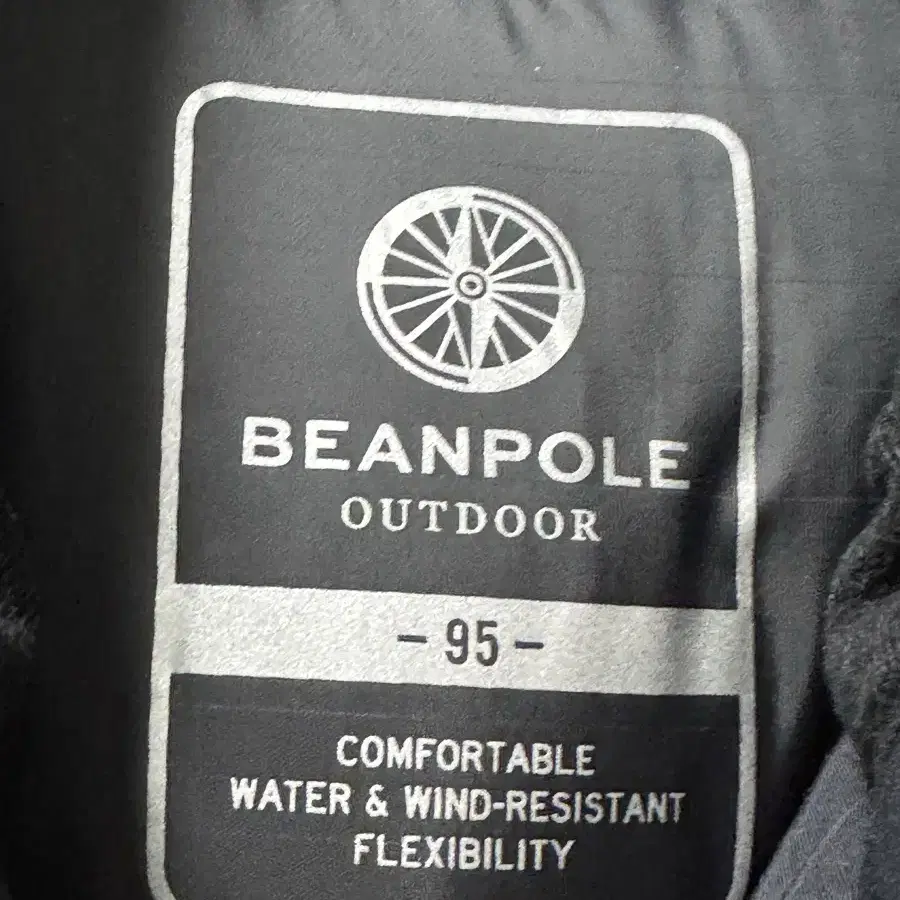 BEANPOLE
OUTDOOR
- 95 -
COMFORTABLE
WATER & WIND-RESISTANT
FLEXIBILITY